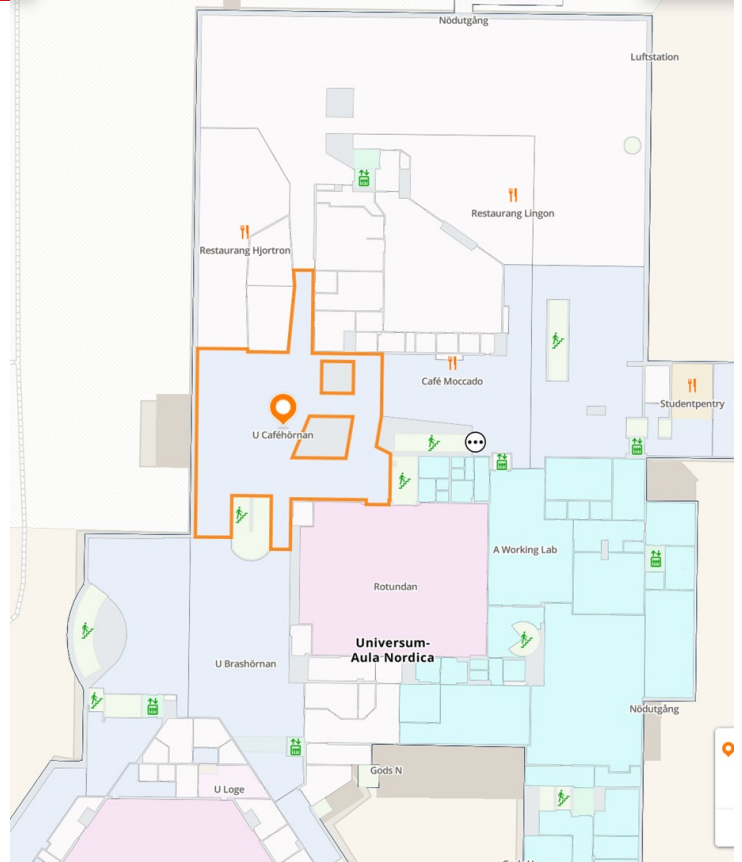 Nödutgång
Luftstation
Restaurang Lingon
Restaurang Hjortron
Café Moccado
Studentpentry
U Caféhörnan
A Working Lab
Rotundan
Universum-
Aula Nordica
U Brashörnan
Nödutgång
Gods N
U Loge